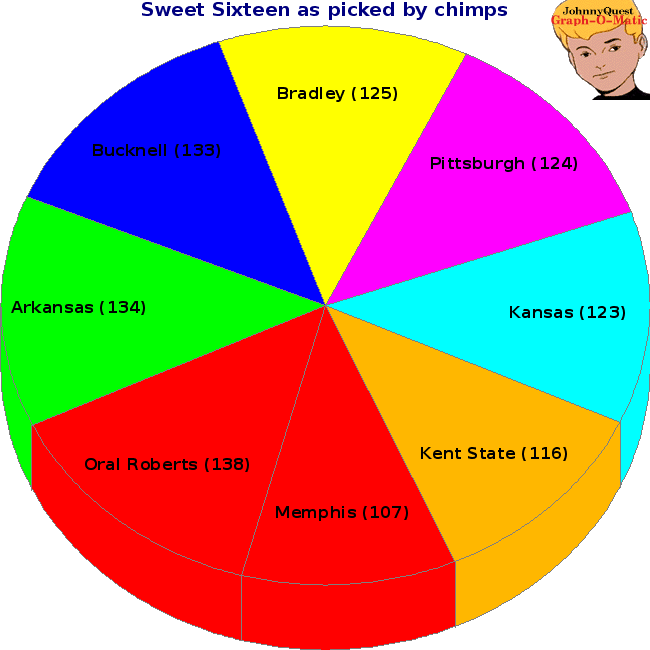 Sweet Sixteen as picked by chimps
JohnnyQuest
Graph-O-Matic
Bradley (125)
Bucknell (133)
Pittsburgh (124)
Arkansas (134)
Kansas (123)
Kent State (116)
Oral Roberts (138)
Memphis (107)